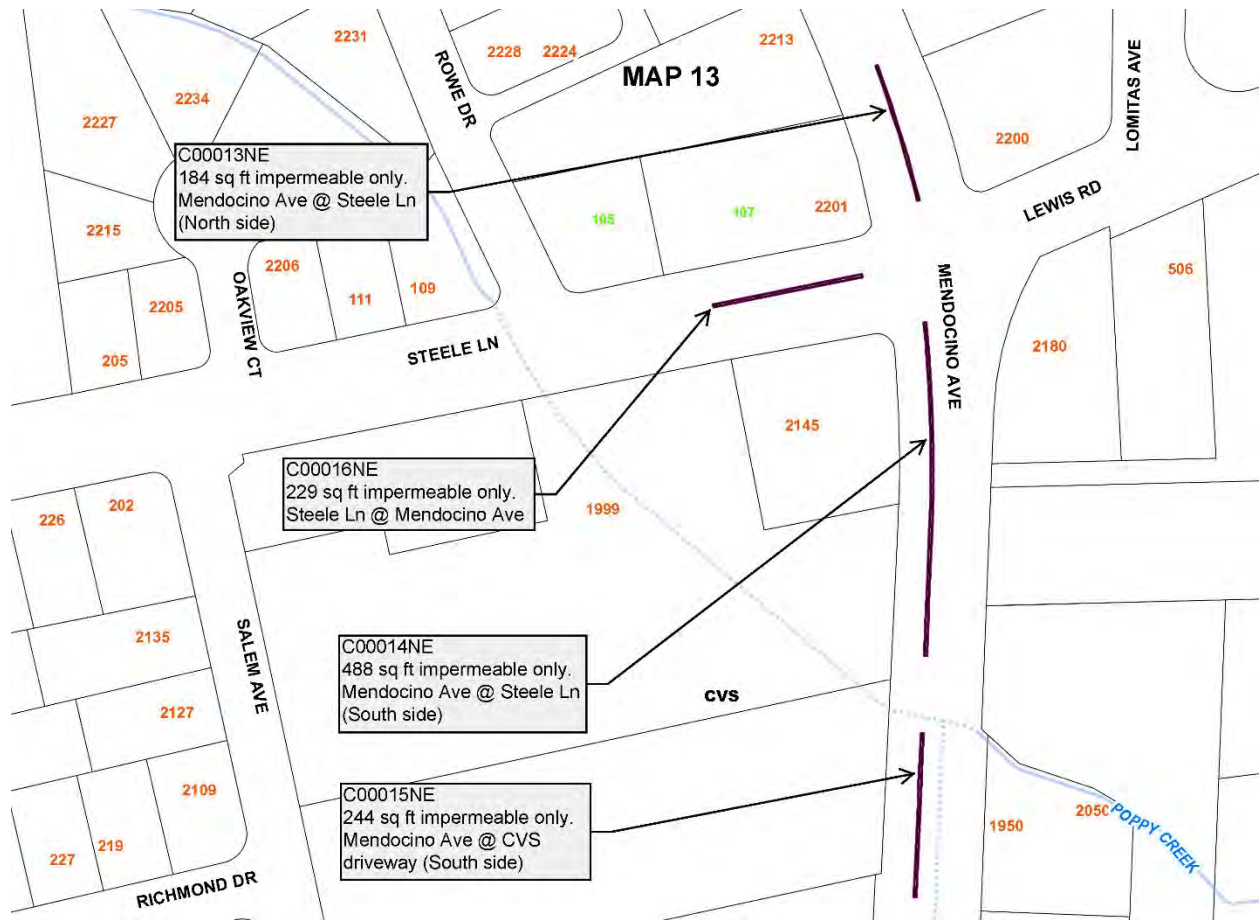 2231
2228
2224
2213
MAP 13
ROWE DR
LOMITAS AVE
2234
2227
2200
C00013NE
184 sq ft impermeable only.
Mendocino Ave @ Steele Ln
(North side)
105
107
2201
LEWIS RD
2215
2206
111
109
OAKVIEW CT
2205
205
STEELE LN
MENDOCINO AVE
506
2180
2145
C00016NE
229 sq ft impermeable only.
Steele Ln @ Mendocino Ave
1999
226
202
2135
SALEM AVE
C00014NE
488 sq ft impermeable only.
Mendocino Ave @ Steele Ln
(South side)
CVS
2127
2109
C00015NE
244 sq ft impermeable only.
Mendocino Ave @ CVS
driveway (South side)
1950
2050
POPPY CREEK
227
219
RICHMOND DR